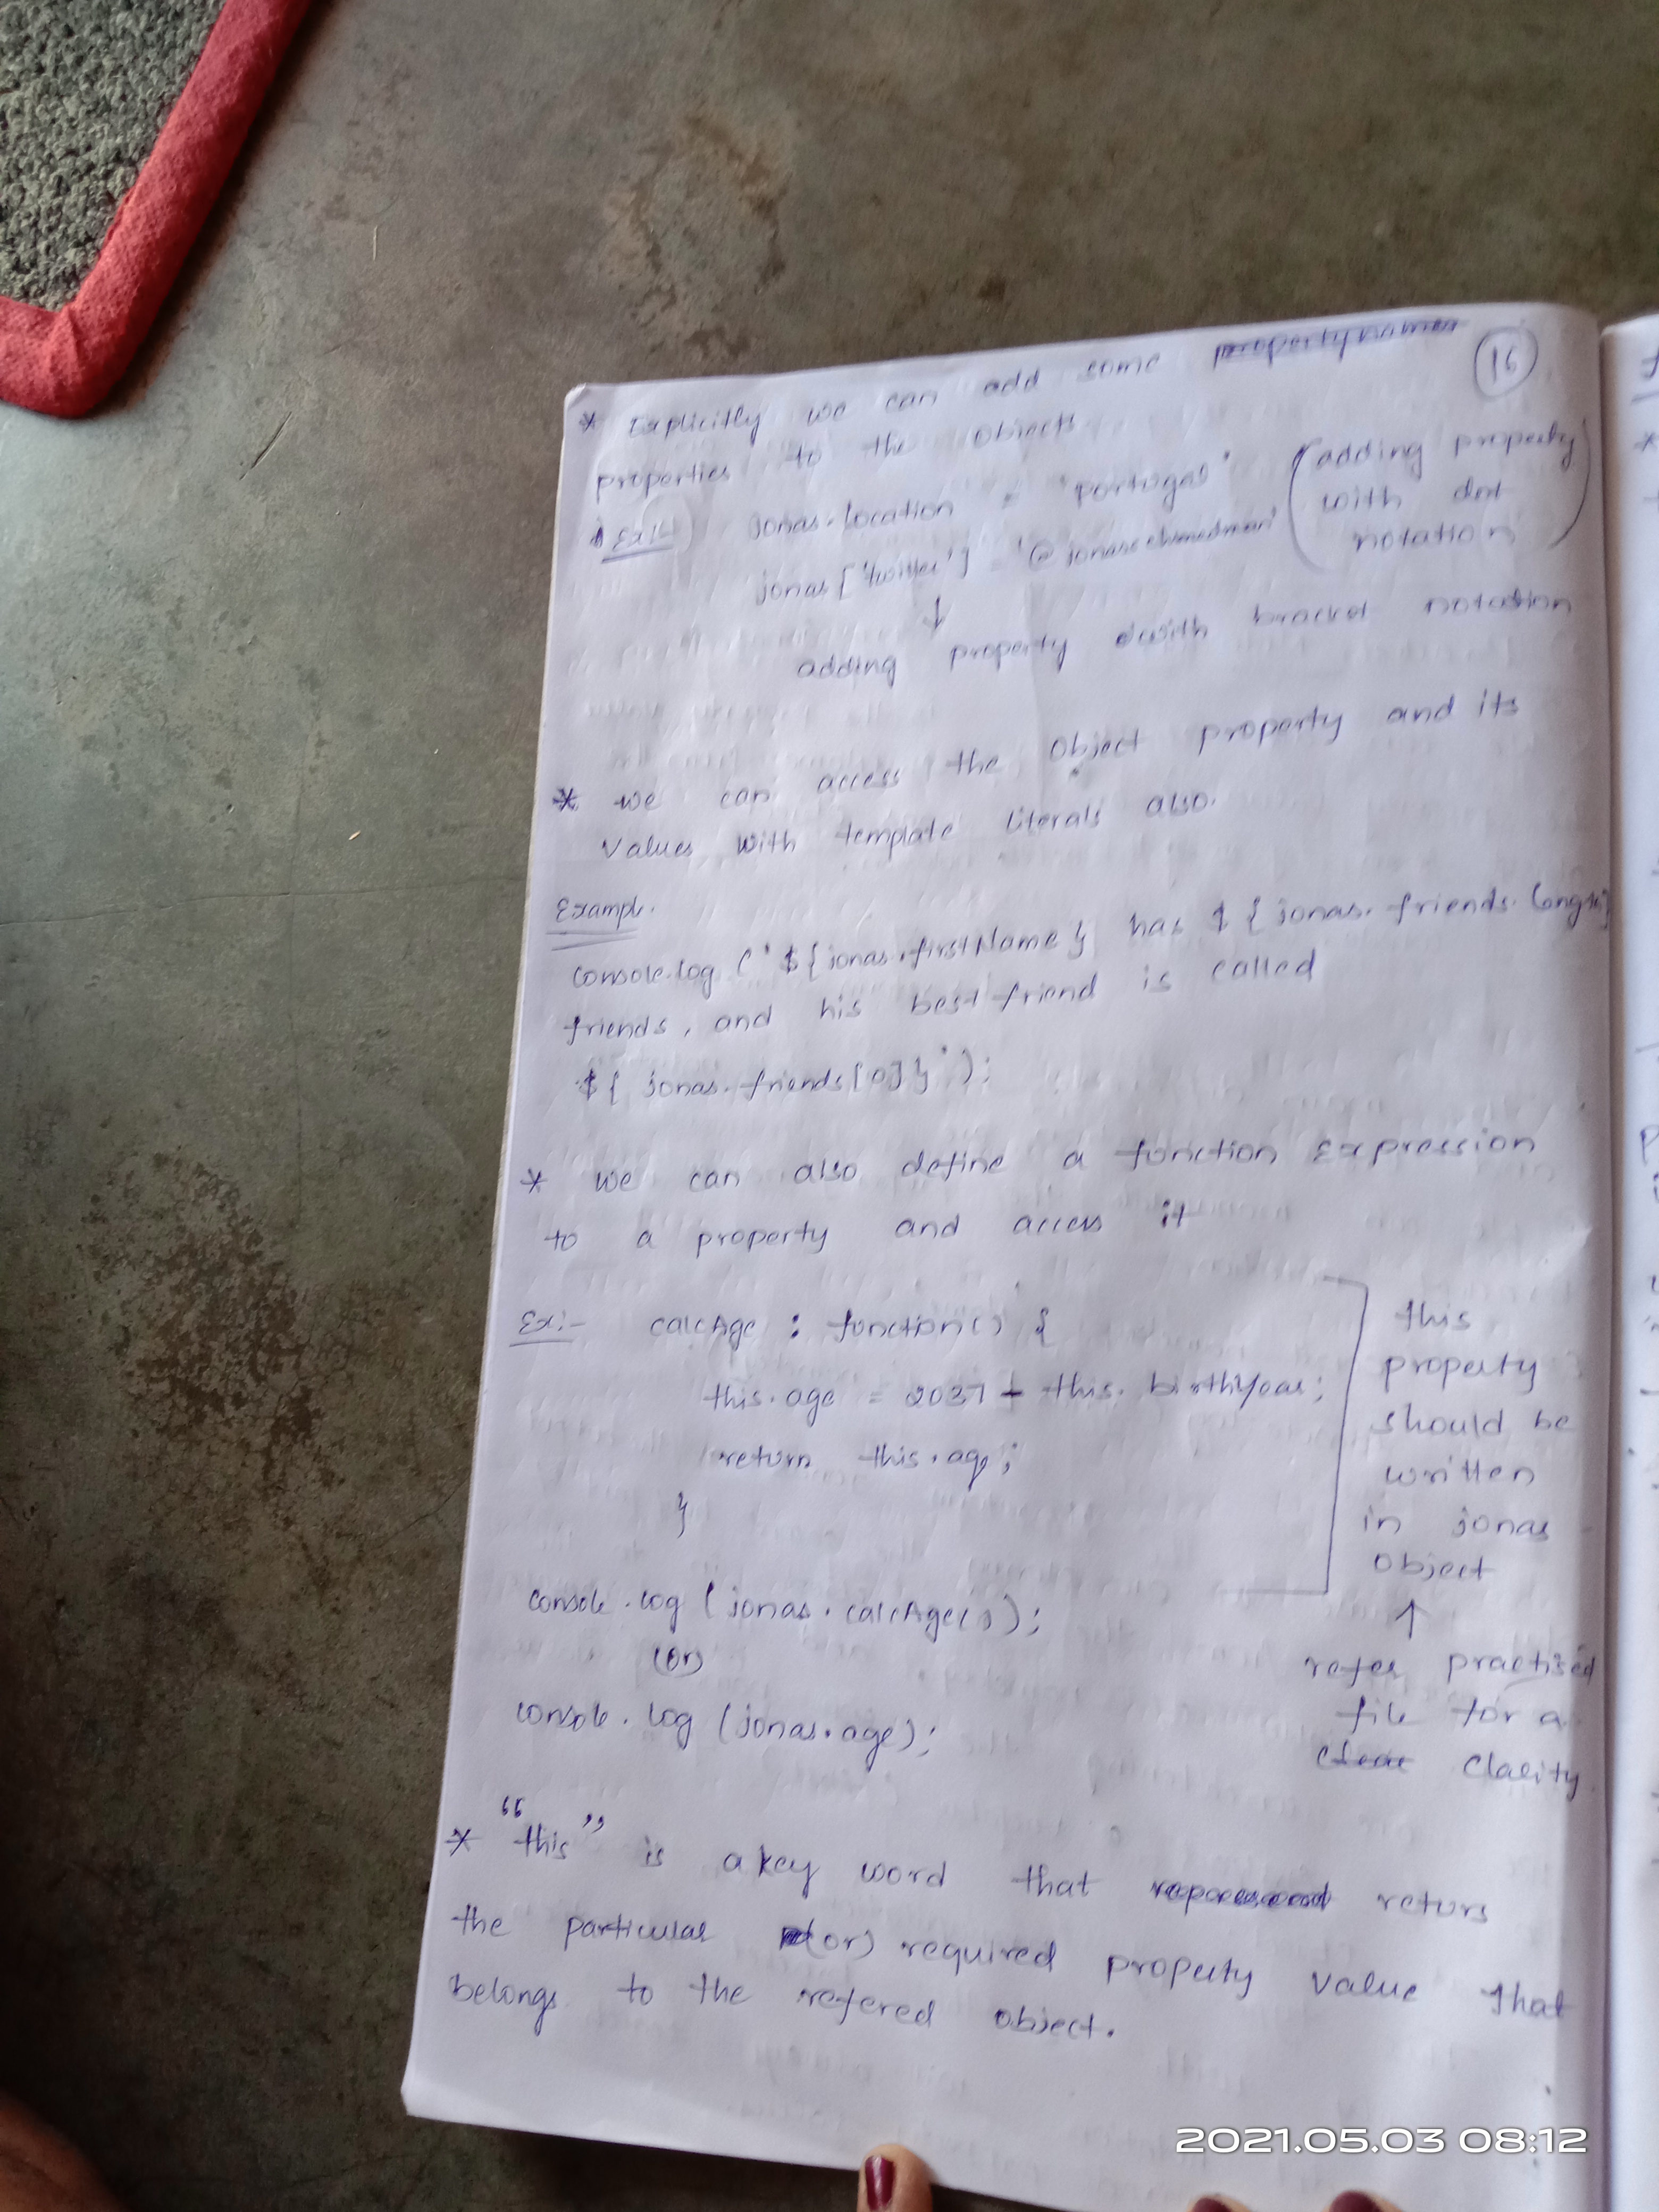 16
* Explicitly we can add some propertynames
properties to the objects
Ex:- jonas.location = 'portugal' (adding property
with dot
notation)
jonas['twitter'] = '@jonasschmedman'
↓
adding property with bracket notation
* we can access the object property and its
values with template literals also.
Example.
console.log ('${jonas.firstName} has ${jonas.friends.length}
friends, and his best friend is called
${jonas.friends[0]}');
* we can also define a function Expression
to a property and access it
Ex:- calcAge : function() {
this.age = 2037 - this.birthYear;
return this.age;
}
this
property
should be
written
in jonas
object
↑
refer practised
file for a
clear clarity
console.log (jonas.calcAge());
(or)
console.log (jonas.age);
* "this" is a key word that represent returs
the particular (or) required property value that
belongs to the refered object.
2021.05.03 08:12